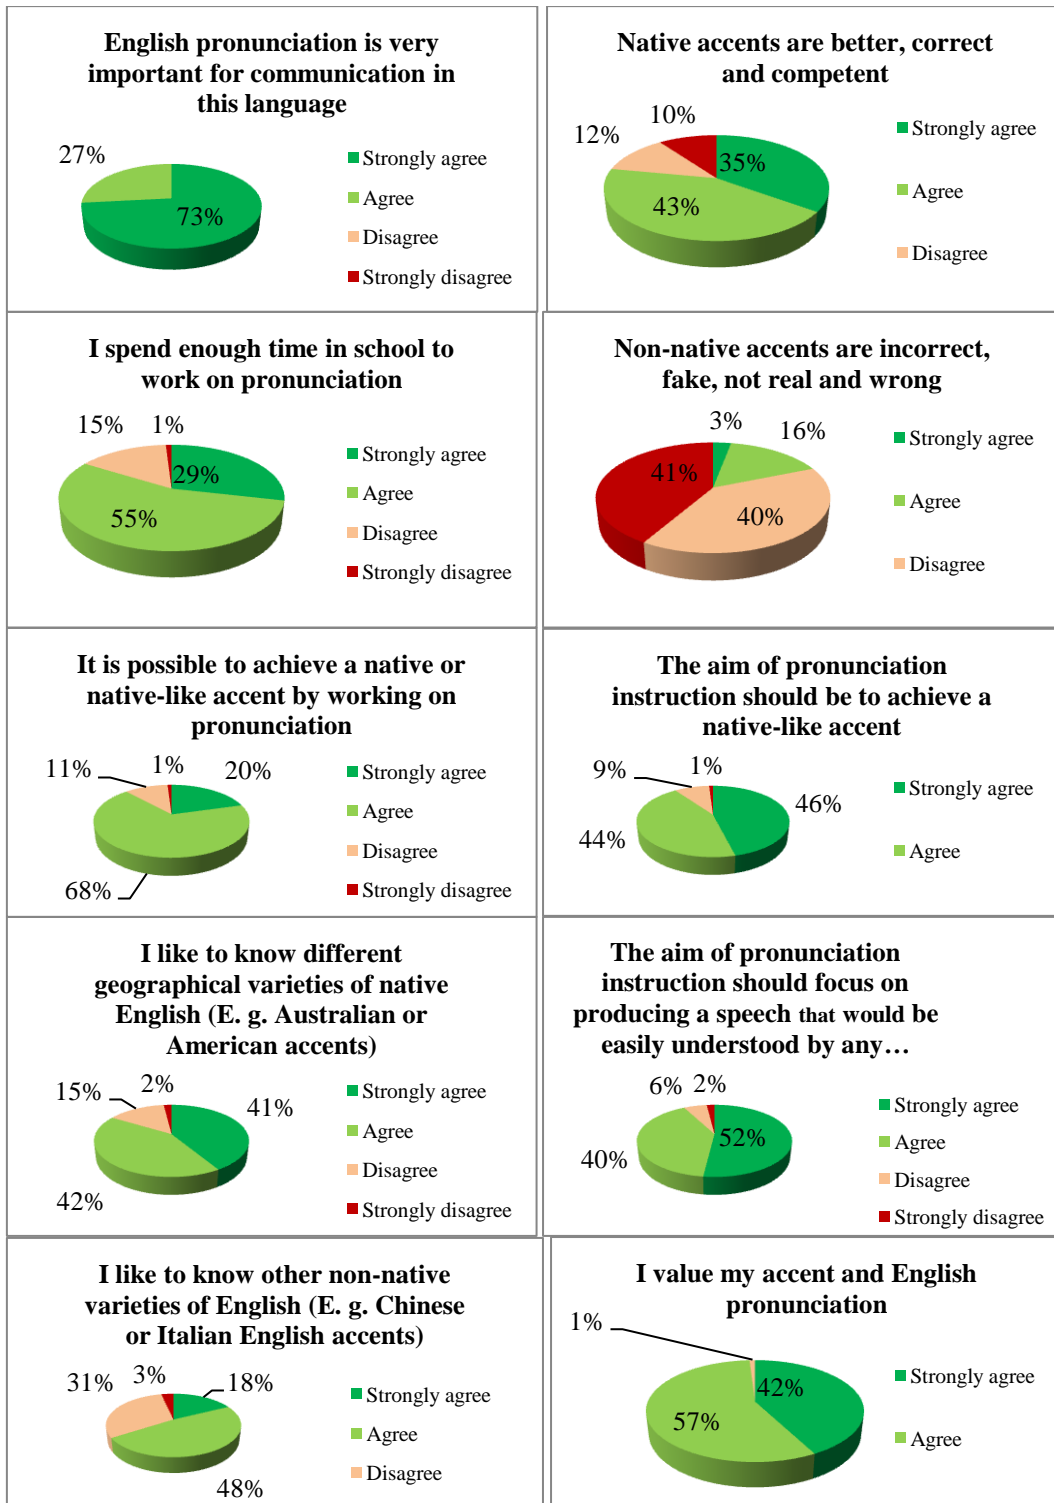 English pronunciation is very
important for communication in
this language
27%
73%
Strongly agree
Agree
Disagree
Strongly disagree
Native accents are better, correct
and competent
10%
12%
35%
43%
Strongly agree
Agree
Disagree
I spend enough time in school to
work on pronunciation
15%
1%
29%
55%
Strongly agree
Agree
Disagree
Strongly disagree
Non-native accents are incorrect,
fake, not real and wrong
3%
16%
41%
40%
Strongly agree
Agree
Disagree
It is possible to achieve a native or
native-like accent by working on
pronunciation
11%
1%
20%
68%
Strongly agree
Agree
Disagree
Strongly disagree
The aim of pronunciation
instruction should be to achieve a
native-like accent
9%
1%
46%
44%
Strongly agree
Agree
I like to know different
geographical varieties of native
English (E. g. Australian or
American accents)
15%
2%
41%
42%
Strongly agree
Agree
Disagree
Strongly disagree
The aim of pronunciation
instruction should focus on
producing a speech that would be
easily understood by any…
6%
2%
52%
40%
Strongly agree
Agree
Disagree
Strongly disagree
I like to know other non-native
varieties of English (E. g. Chinese
or Italian English accents)
31%
3%
18%
48%
Strongly agree
Agree
Disagree
I value my accent and English
pronunciation
1%
42%
57%
Strongly agree
Agree